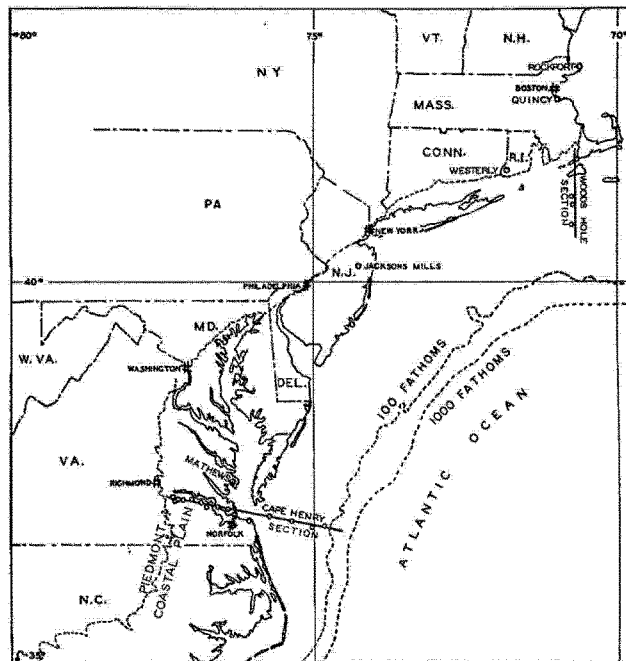 80°
75°
70°
VT.
N.H.
N Y
ROCKPORT
BOSTON
MASS.
QUINCY
CONN.
R.I.
WESTERLY
WOODS HOLE
SECTION
PA
NEW YORK
N.J.
JACKSONS MILLS
40°
PHILADELPHIA
MD.
W. VA.
WASHINGTON
DEL.
100 FATHOMS
1000 FATHOMS
ATLANTIC OCEAN
VA.
MATHEWS
RICHMOND
CAPE HENRY
SECTION
NORFOLK
PIEDMONT
COASTAL PLAIN
N.C.
35°